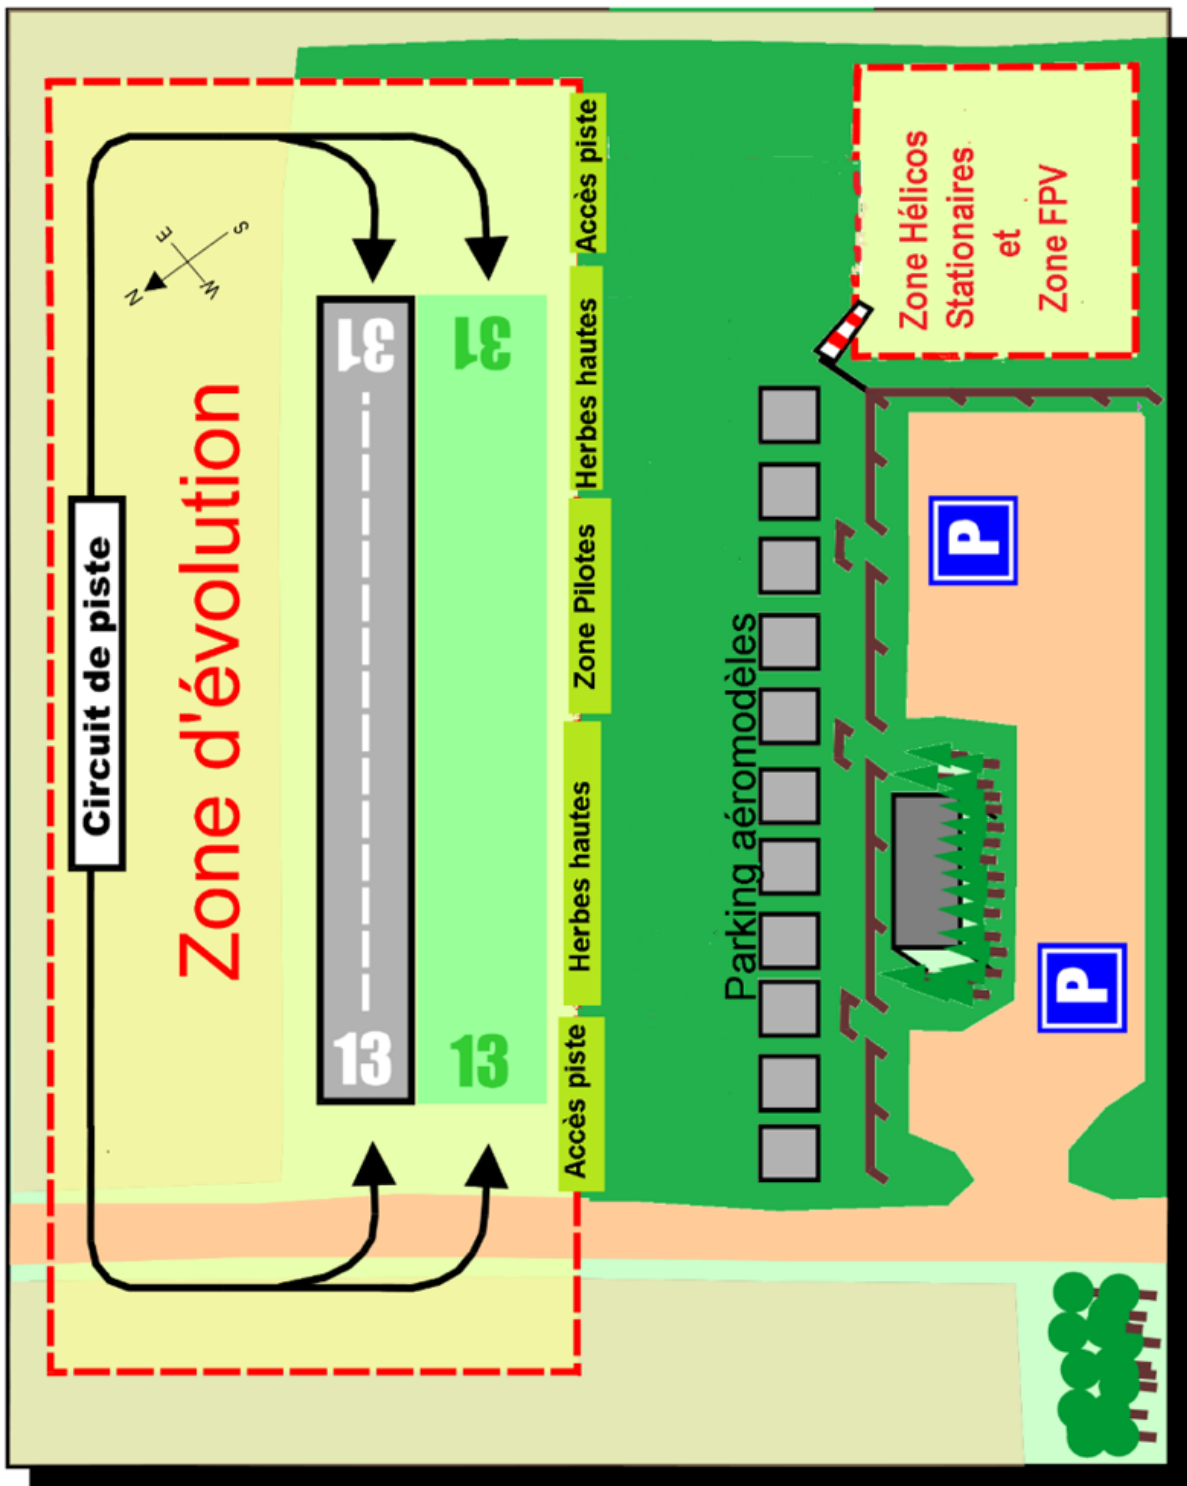 Circuit de piste
Zone d'évolution
N
E
S
W
31
31
13
13
Accès piste
Herbes hautes
Zone Pilotes
Herbes hautes
Accès piste
Parking aéromodèles
Zone Hélicos
Stationaires
et
Zone FPV
P
P